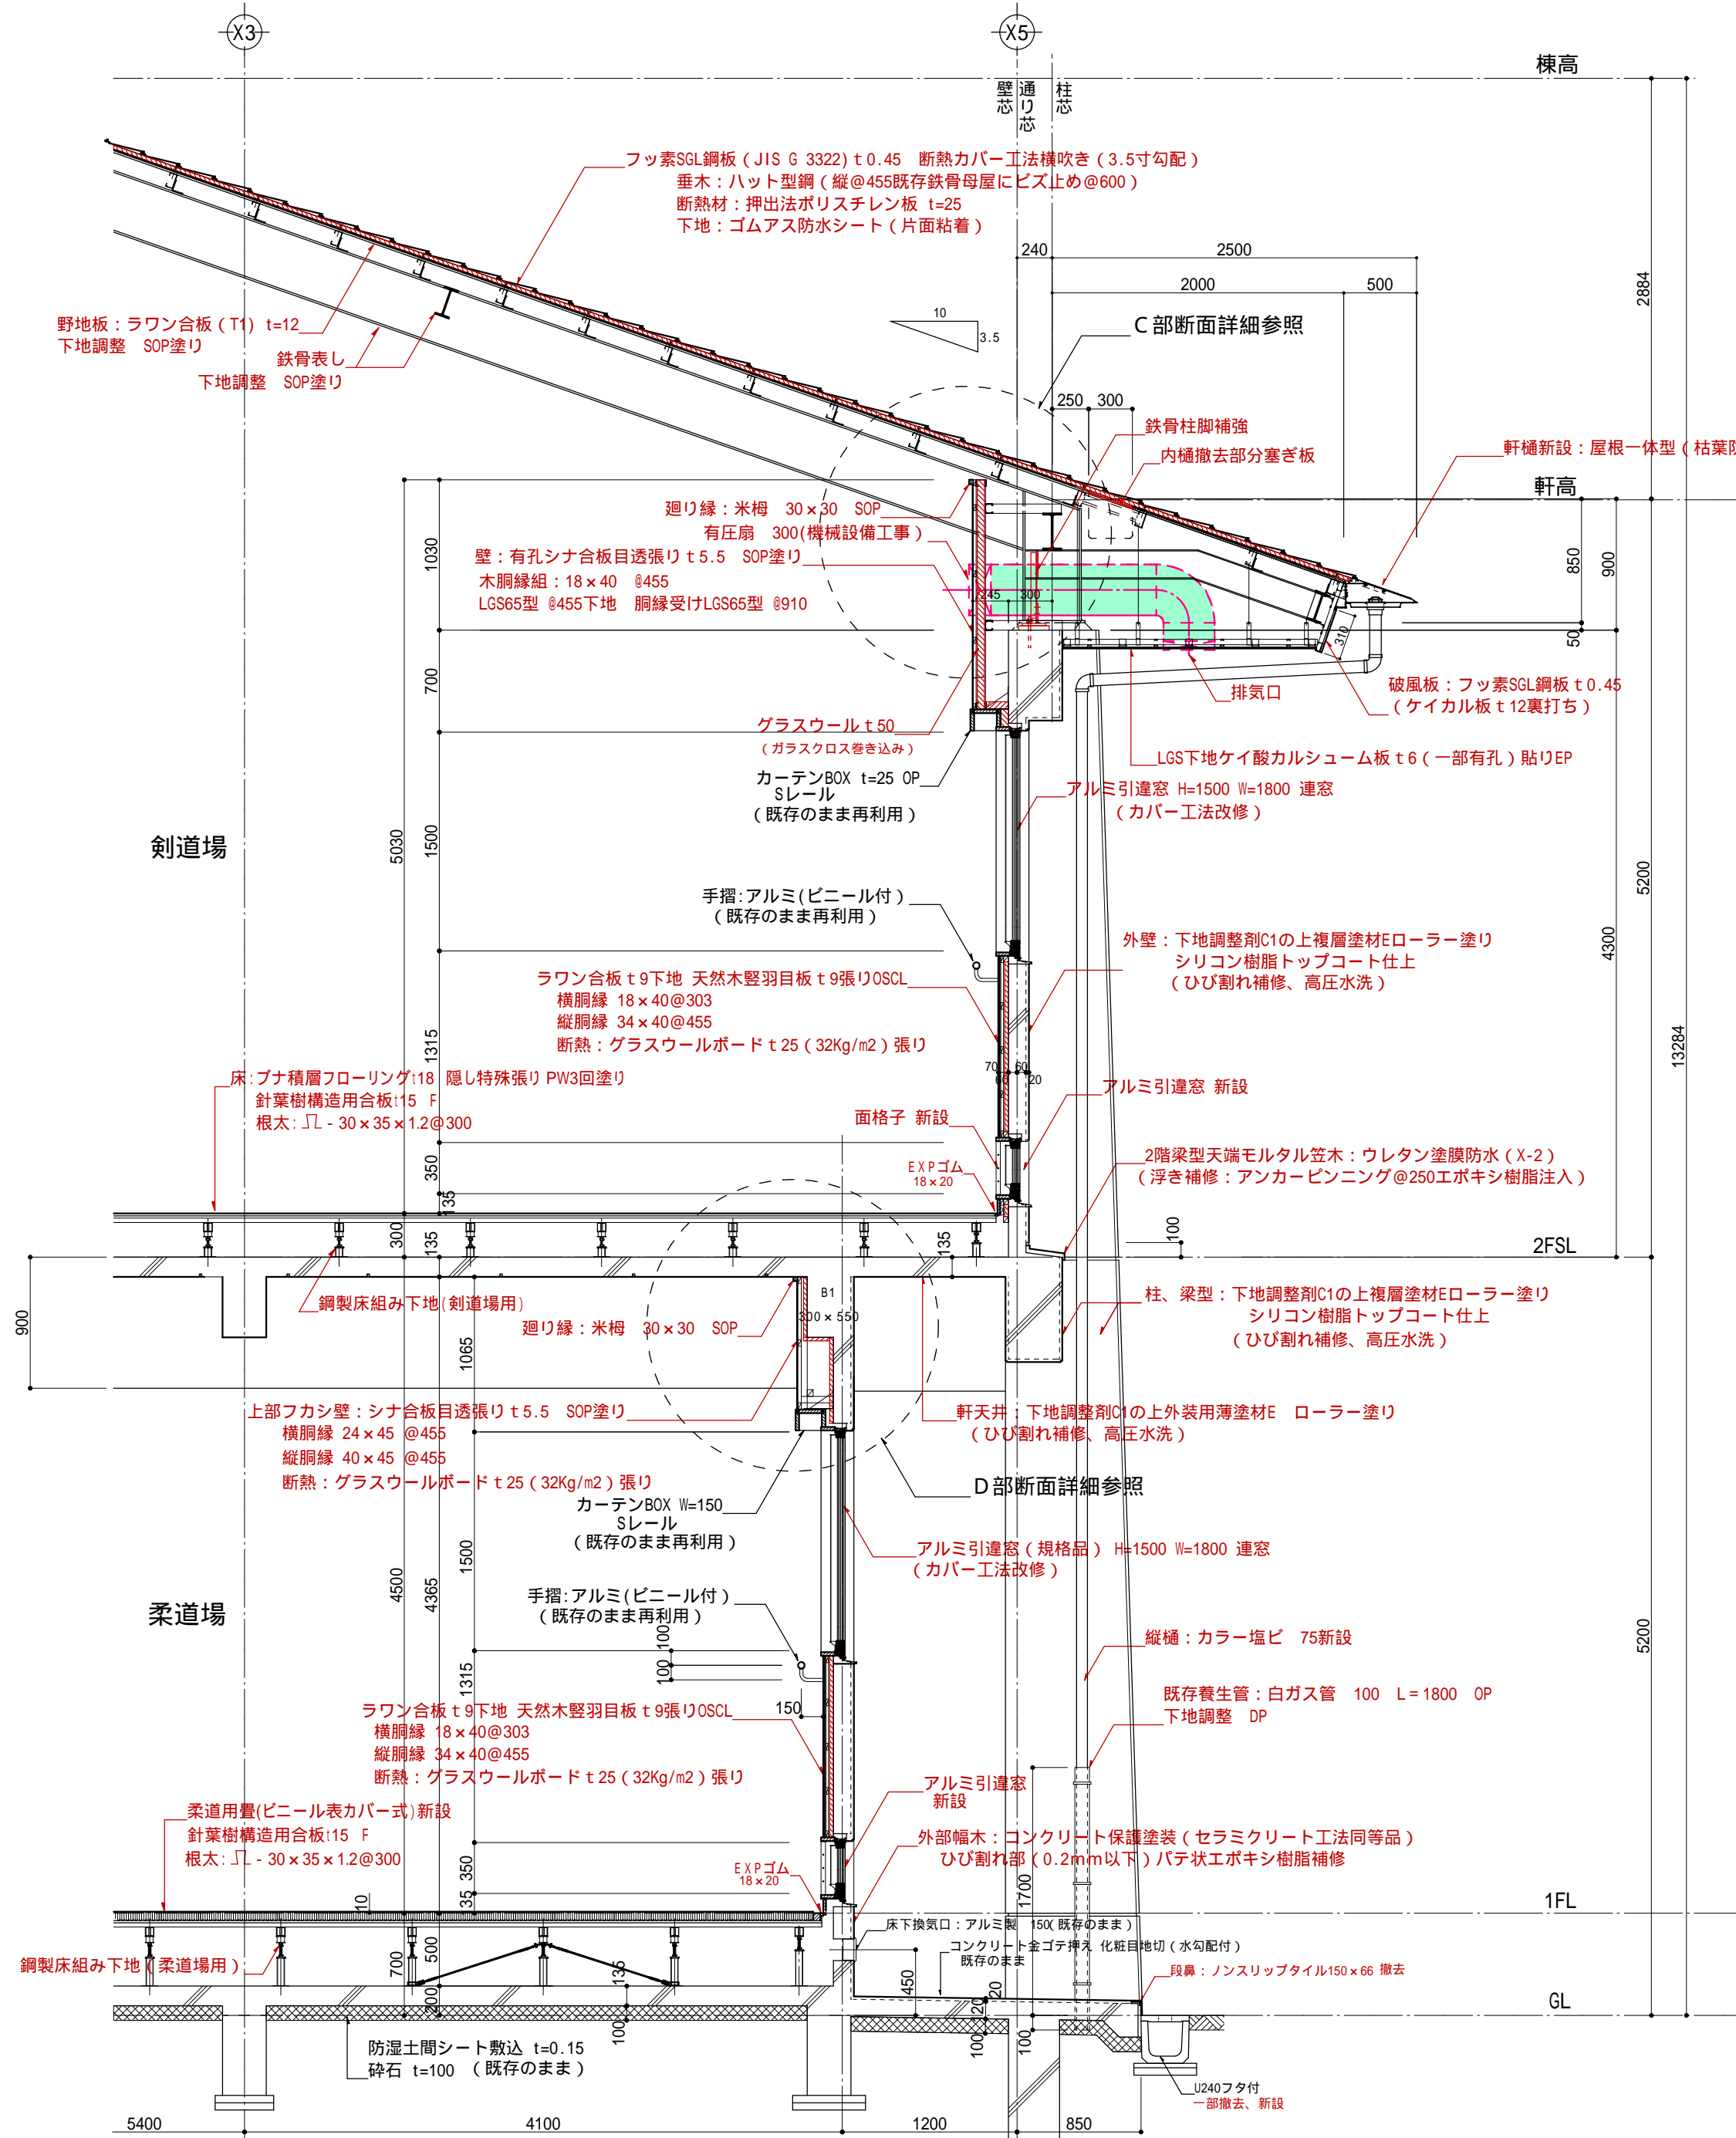 X3
X5
棟高
壁芯
通り芯
柱芯
フッ素SGL鋼板（JIS G 3322）t0.45　断熱カバー工法横吹き（3.5寸勾配）
垂木：ハット型鋼（縦@455既存鉄骨母屋にビズ止め@600）
断熱材：押出法ポリスチレン板 t=25
下地：ゴムアス防水シート（片面粘着）
240
2500
2000
500
2884
10
3.5
C部断面詳細参照
野地板：ラワン合板（T1) t=12
下地調整　SOP塗り
鉄骨表し
下地調整　SOP塗り
250
300
鉄骨柱脚補強
内樋撤去部分塞ぎ板
軒樋新設：屋根一体型（枯葉
軒高
廻り縁：米栂　30×30　SOP
有圧扇　300(機械設備工事）
壁：有孔シナ合板目透張りt5.5　SOP塗り
木胴縁組：18×40　@455
LGS65型 @455下地　胴縁受けLGS65型 @910
1030
245
300
850
900
50
310
700
排気口
破風板：フッ素SGL鋼板t0.45
（ケイカル板t12裏打ち）
グラスウールt50
（ガラスクロス巻き込み）
LGS下地ケイ酸カルシューム板t6（一部有孔）貼りEP
カーテンBOX t=25 OP
Sレール
（既存のまま再利用）
アルミ引違窓 H=1500 W=1800 連窓
（カバー工法改修）
剣道場
5030
1500
5200
4300
13284
手摺:アルミ(ビニール付）
（既存のまま再利用）
外壁：下地調整剤C1の上複層塗材Eローラー塗り
シリコン樹脂トップコート仕上
（ひび割れ補修、高圧水洗）
ラワン合板t9下地 天然木竪羽目板t9張りOSCL
横胴縁 18×40@303
縦胴縁 34×40@455
断熱：グラスウールボードt25（32Kg/m2）張り
1315
70
60
60
20
床:ブナ積層フローリングt18 隠し特殊張り PW3回塗り
針葉樹構造用合板t15 F
根太: - 30×35×1.2@300
アルミ引違窓 新設
面格子 新設
EXPゴム
18×20
350
135
2階梁型天端モルタル笠木：ウレタン塗膜防水（X-2）
（浮き補修：アンカーピンニング@250エポキシ樹脂注入）
300
135
135
100
2FSL
鋼製床組み下地(剣道場用)
B1
300×550
900
廻り縁：米栂　30×30　SOP
柱、梁型：下地調整剤C1の上複層塗材Eローラー塗り
シリコン樹脂トップコート仕上
（ひび割れ補修、高圧水洗）
1065
上部フカシ壁：シナ合板目透張りt5.5　SOP塗り
横胴縁 24×45 @455
縦胴縁 40×45 @455
断熱：グラスウールボードt25（32Kg/m2）張り
軒天井：下地調整剤C1の上外装用薄塗材E　ローラー塗り
（ひび割れ補修、高圧水洗）
D部断面詳細参照
カーテンBOX W=150
Sレール
（既存のまま再利用）
アルミ引違窓（規格品） H=1500 W=1800 連窓
（カバー工法改修）
柔道場
4500
4365
1500
5200
手摺:アルミ(ビニール付）
（既存のまま再利用）
100
100
縦樋：カラー塩ビ　75新設
1315
150
既存養生管：白ガス管　100　L=1800　OP
下地調整　DP
ラワン合板t9下地 天然木竪羽目板t9張りOSCL
横胴縁 18×40@303
縦胴縁 34×40@455
断熱：グラスウールボードt25（32Kg/m2）張り
アルミ引違窓
新設
柔道用畳(ビニール表カバー式)新設
針葉樹構造用合板t15 F
根太: - 30×35×1.2@300
外部幅木：コンクリート保護塗装（セラミクリート工法同等品）
ひび割れ部（0.2mm以下）パテ状エポキシ樹脂補修
EXPゴム
18×20
350
35
10
1700
1FL
床下換気口：アルミ製　150(既存のまま）
コンクリート金ゴテ押え 化粧目地切（水勾配付）
既存のまま
鋼製床組み下地（柔道場用）
700
500
135
200
100
450
20
120
100
100
段鼻：ノンスリップタイル150×66 撤去
GL
防湿土間シート敷込 t=0.15
砕石 t=100 （既存のまま）
U240フタ付
一部撤去、新設
5400
4100
1200
850